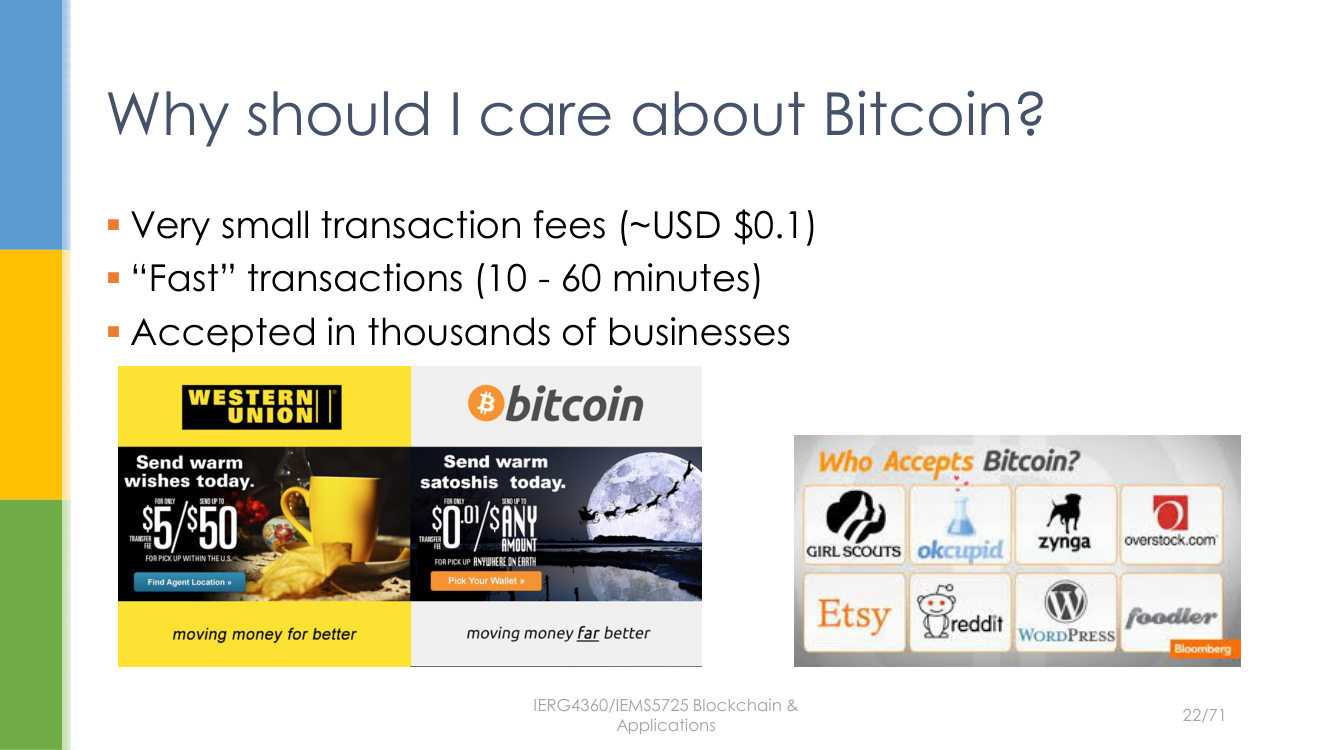 Why should I care about Bitcoin?
▪ Very small transaction fees (~USD $0.1)
▪ “Fast” transactions (10 - 60 minutes)
▪ Accepted in thousands of businesses
WESTERN
UNION
Send warm
wishes today.
FOR ONLY SEND UP TO
TRANSFER FEE $5/$50
FOR PICK UP WITHIN THE U.S.
Find Agent Location »
moving money for better
bitcoin
Send warm
satoshis today.
FOR ONLY SEND UP TO
TRANSFER FEE $0.01/$ANY
AMOUNT
FOR PICK UP ANYWHERE ON EARTH
Pick Your Wallet »
moving money far better
Who Accepts Bitcoin?
GIRL SCOUTS
okcupid
zynga
overstock.com
Etsy
reddit
WORDPRESS
foodler
Bloomberg
IERG4360/IEMS5725 Blockchain &
Applications
22/71